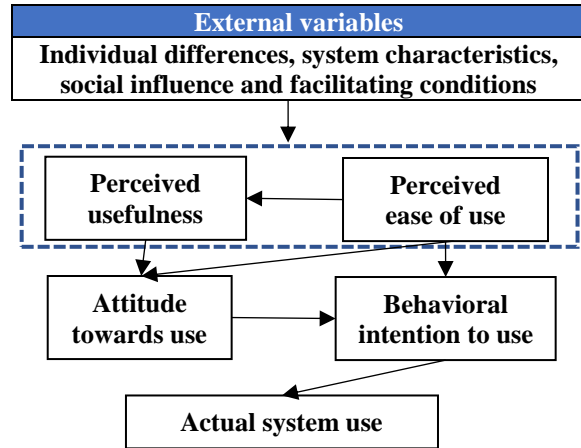 External variables
Individual differences, system characteristics,
social influence and facilitating conditions
Perceived
usefulness
Perceived
ease of use
Attitude
towards use
Behavioral
intention to use
Actual system use